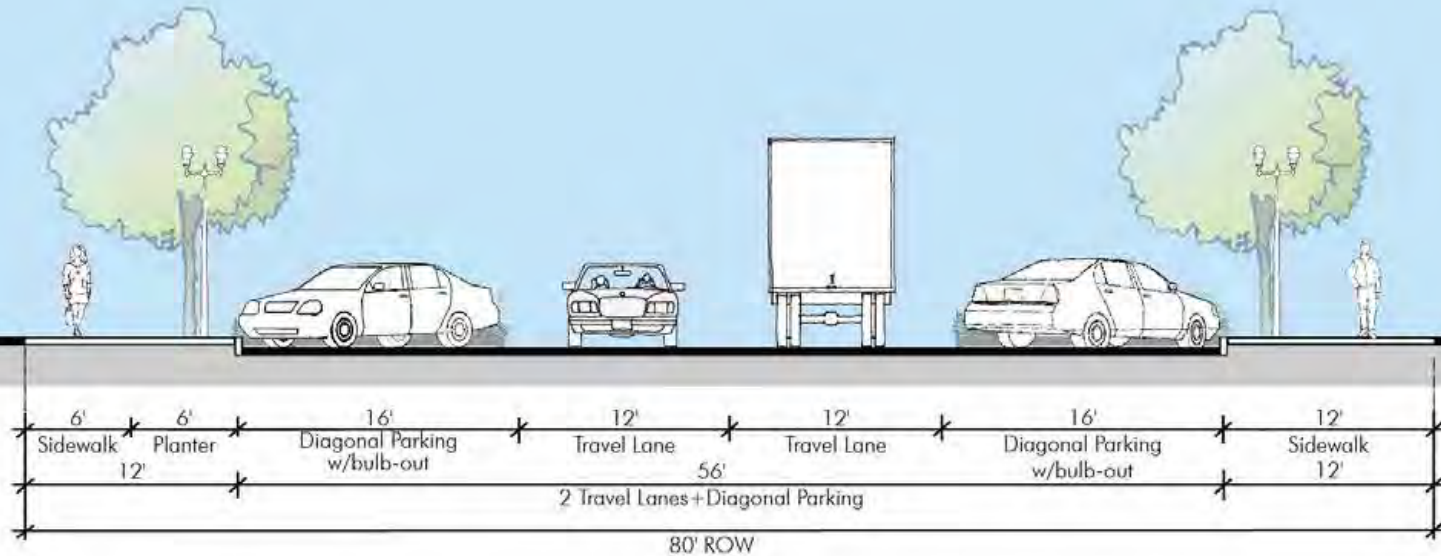 1
6' 6' 16' 12' 12' 16' 12'
Sidewalk Planter Diagonal Parking Travel Lane Travel Lane Diagonal Parking Sidewalk
w/bulb-out w/bulb-out
12' 56' 12'
2 Travel Lanes+Diagonal Parking
80' ROW